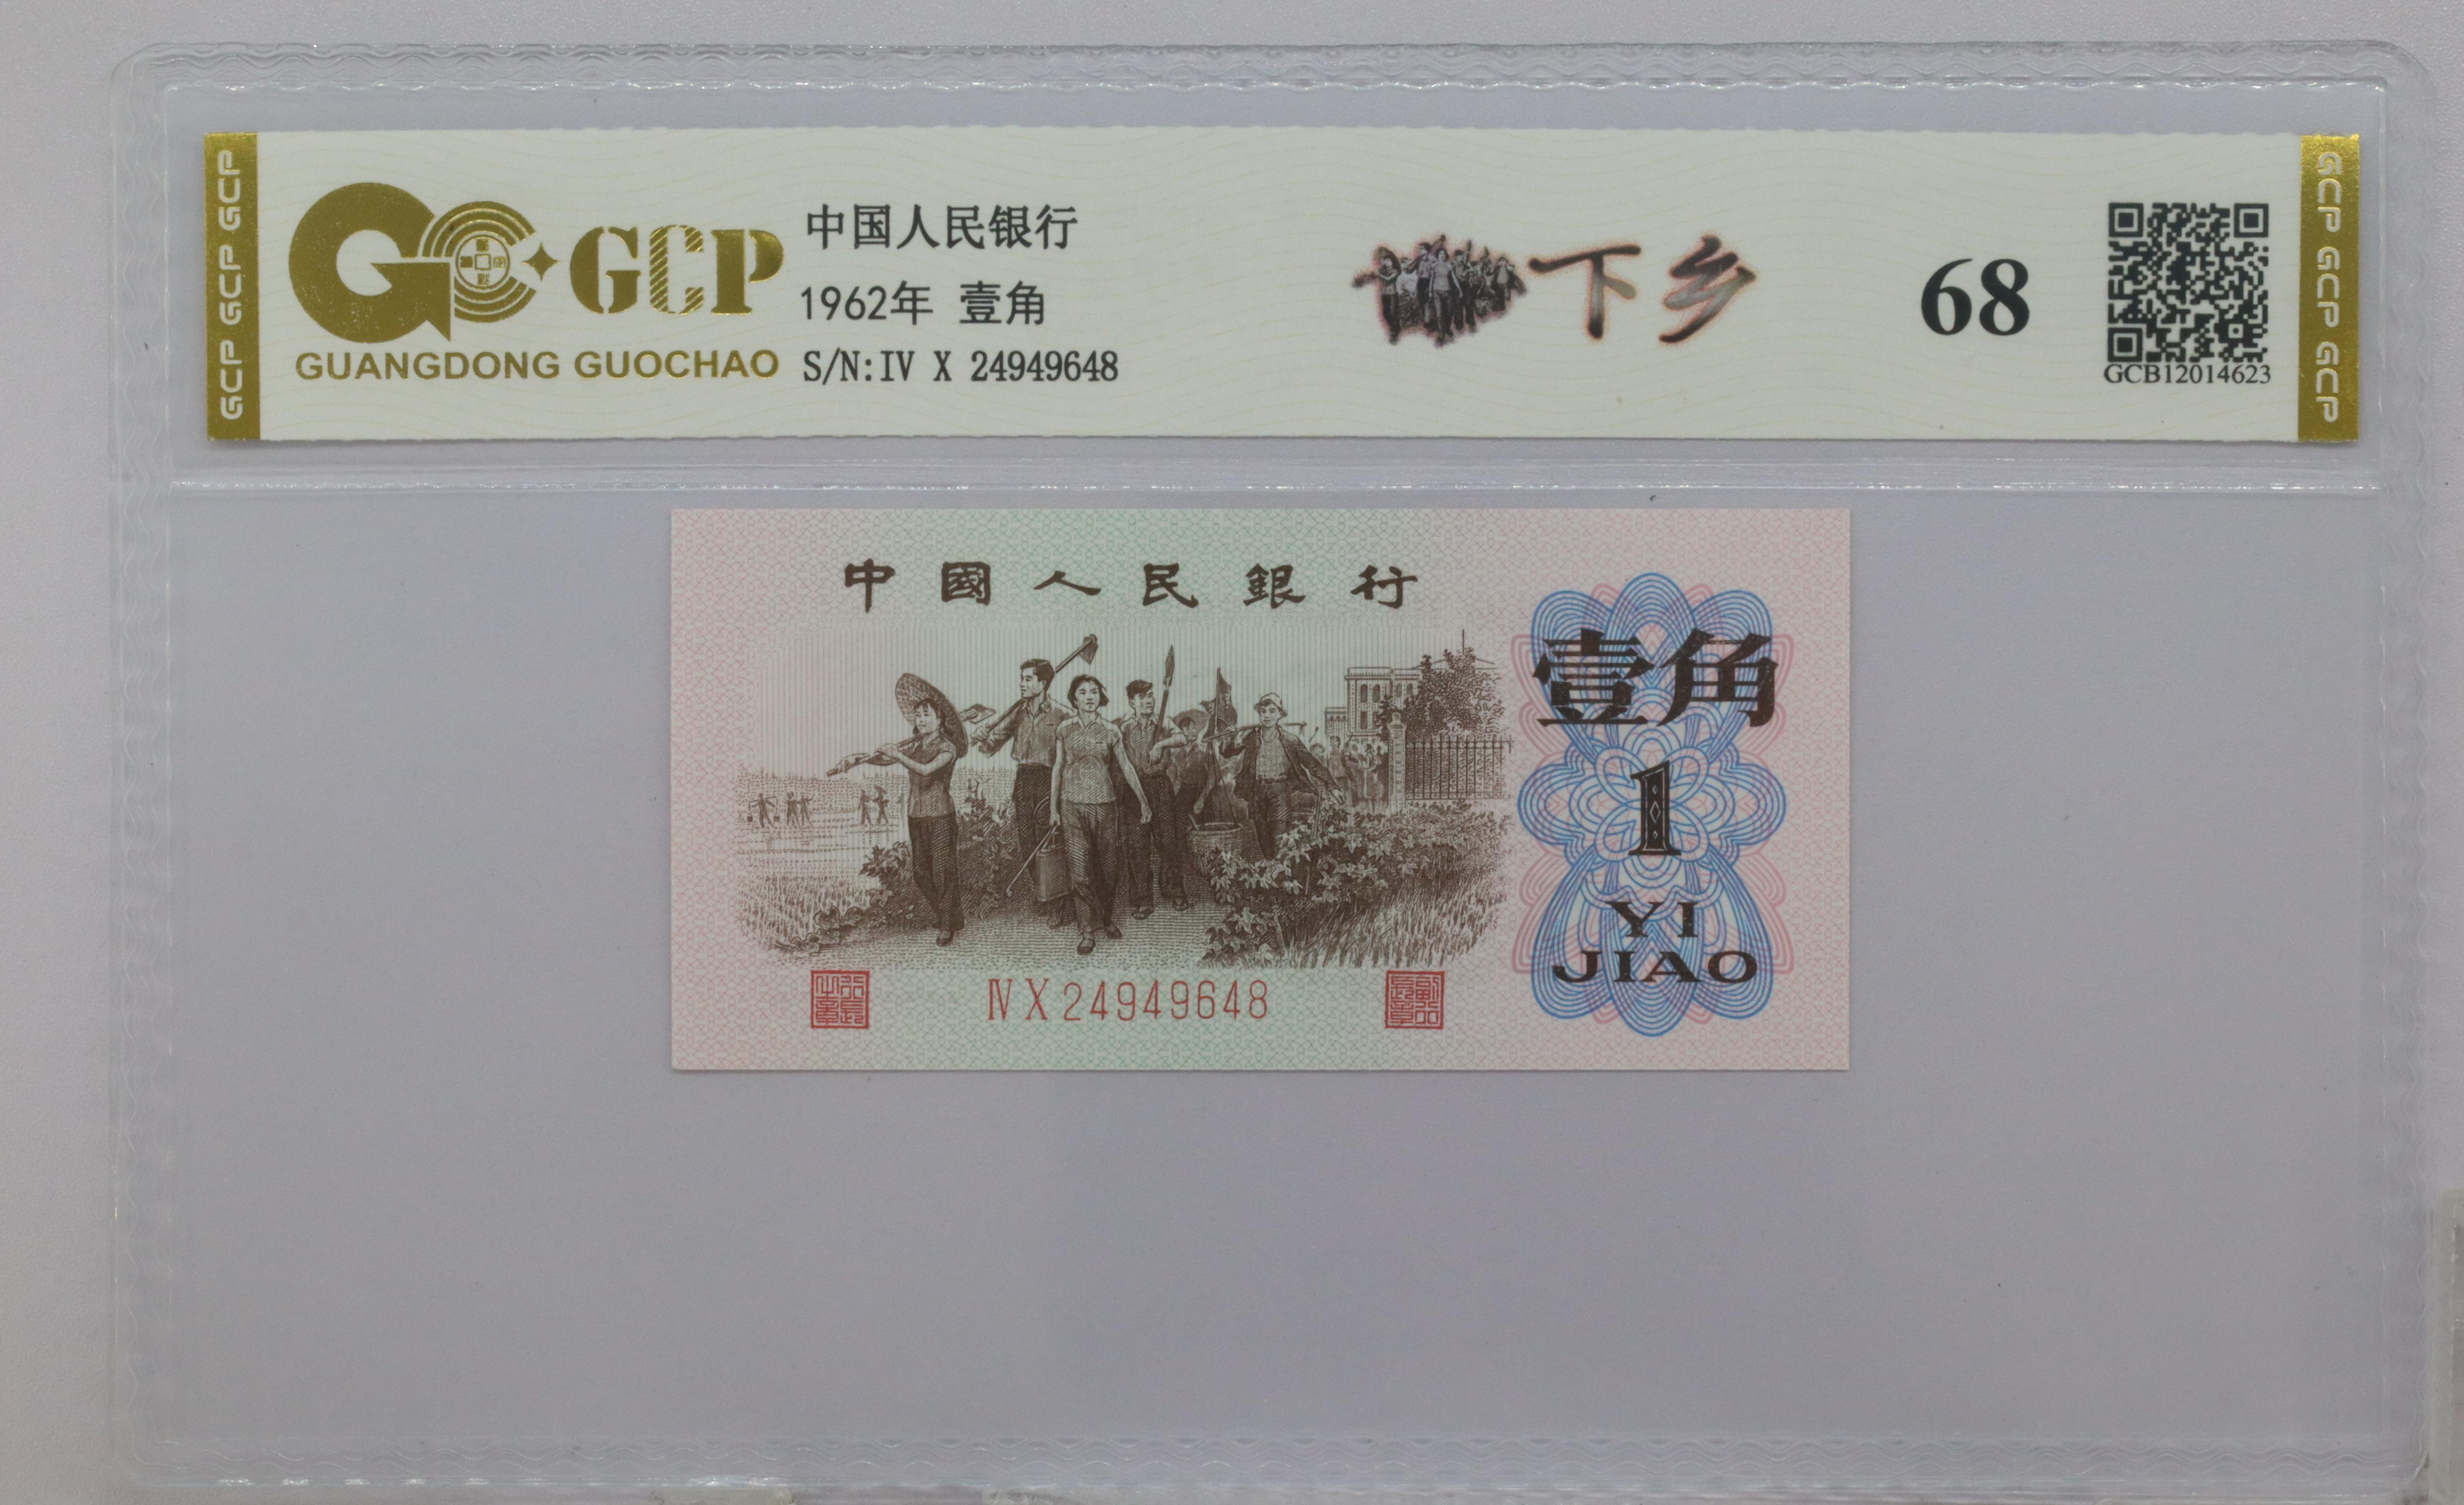 GCP GCP GCP
GCP
GUANGDONG GUOCHAO
中国人民银行
1962年 壹角
S/N:IV X 24949648
下乡
68
GCB12014623
GCP GCP GCP
中國人民銀行
壹角
1
YI
JIAO
ⅣX24949648